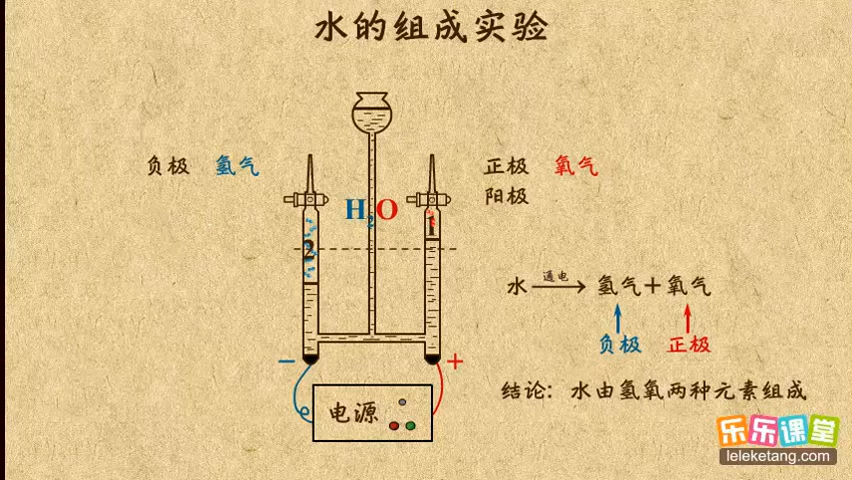 水的组成实验
负极 氢气
正极 氧气
阳极
H₂O
2
1
水 通电 → 氢气+氧气
负极 正极
− +
结论：水由氢氧两种元素组成
电源
乐乐课堂
leleketang.com